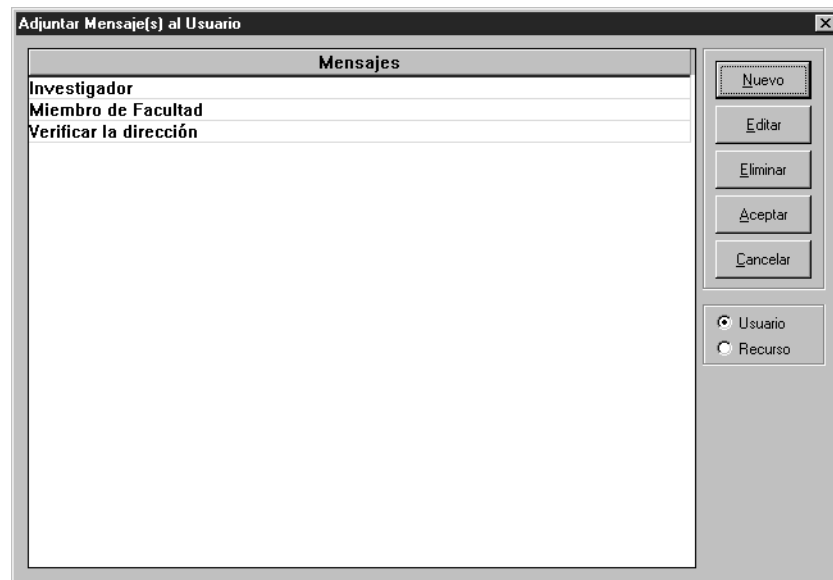 Adjuntar Mensaje(s) al Usuario
Mensajes
Investigador
Miembro de Facultad
Verificar la dirección
Nuevo
Editar
Eliminar
Aceptar
Cancelar
Usuario
Recurso